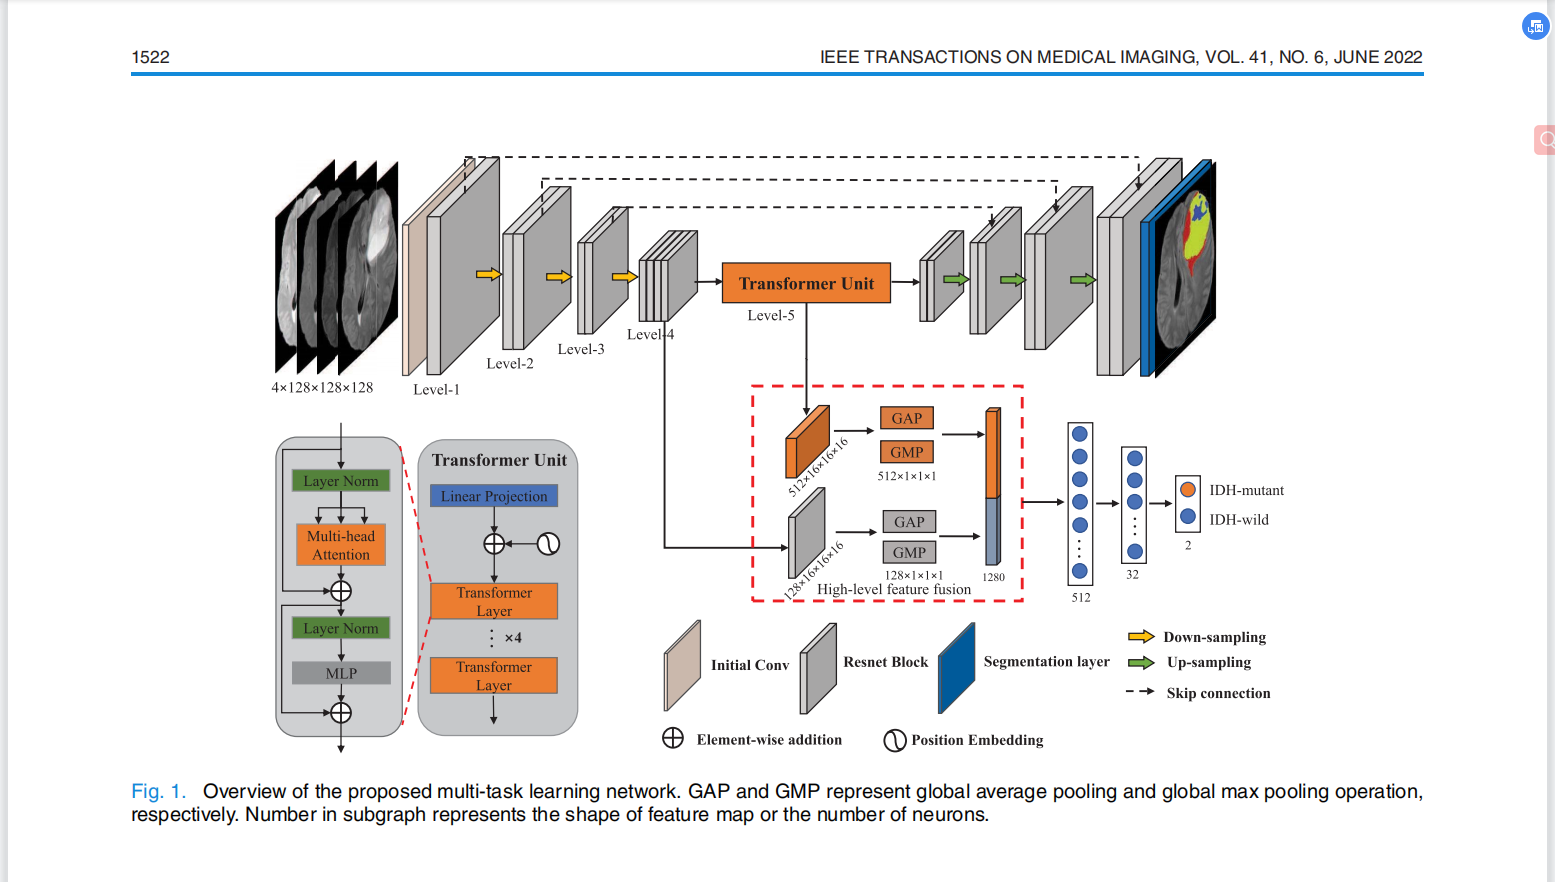 1522
IEEE TRANSACTIONS ON MEDICAL IMAGING, VOL. 41, NO. 6, JUNE 2022
4×128×128×128
Level-1
Level-2
Level-3
Level-4
Transformer Unit
Level-5
512×16×16×16
GAP
GMP
512×1×1×1
128×16×16×16
GAP
GMP
128×1×1×1
1280
High-level feature fusion
512
32
2
IDH-mutant
IDH-wild
Layer Norm
Multi-head
Attention
Layer Norm
MLP
Transformer Unit
Linear Projection
Transformer
Layer
×4
Transformer
Layer
Initial Conv
Resnet Block
Segmentation layer
Down-sampling
Up-sampling
Skip connection
Element-wise addition
Position Embedding
Fig. 1. Overview of the proposed multi-task learning network. GAP and GMP represent global average pooling and global max pooling operation,
respectively. Number in subgraph represents the shape of feature map or the number of neurons.